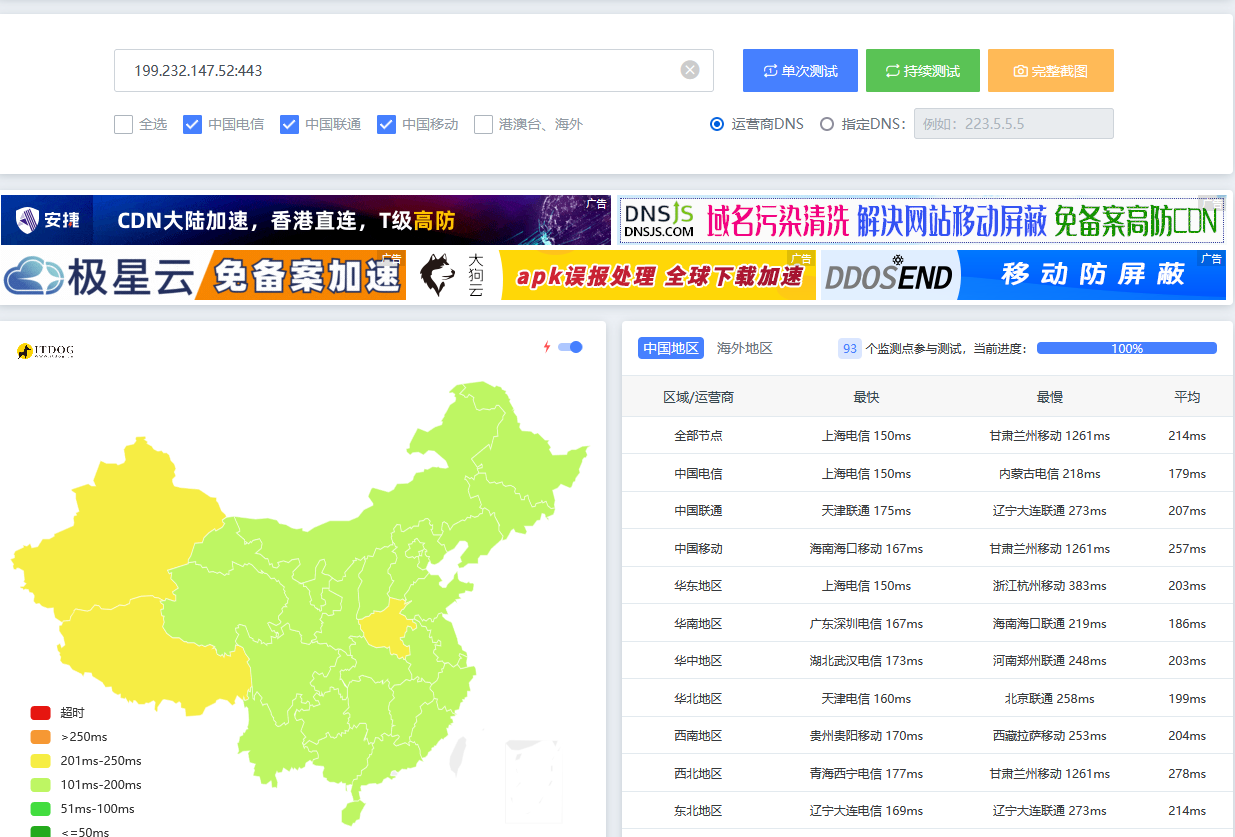 199.232.147.52:443
单次测试
持续测试
完整截图
全选
中国电信
中国联通
中国移动
港澳台、海外
运营商DNS
指定DNS：
例如：223.5.5.5
安捷
CDN大陆加速，香港直连，T级高防
广告
DNSJS
DNSJS.COM
域名污染清洗 解决网站移动屏蔽 免备案高防CDN
极星云
免备案加速
广告
大狗云
apk误报处理 全球下载加速
广告
DDOSEND
移动防屏蔽
广告
ITDOG
中国地区
海外地区
93 个监测点参与测试，当前进度：
100%
区域/运营商 最快 最慢 平均
全部节点 上海电信 150ms 甘肃兰州移动 1261ms 214ms
中国电信 上海电信 150ms 内蒙古电信 218ms 179ms
中国联通 天津联通 175ms 辽宁大连联通 273ms 207ms
中国移动 海南海口移动 167ms 甘肃兰州移动 1261ms 257ms
华东地区 上海电信 150ms 浙江杭州移动 383ms 203ms
华南地区 广东深圳电信 167ms 海南海口联通 219ms 186ms
华中地区 湖北武汉电信 173ms 河南郑州联通 248ms 203ms
华北地区 天津电信 160ms 北京联通 258ms 199ms
西南地区 贵州贵阳移动 170ms 西藏拉萨移动 253ms 204ms
西北地区 青海西宁电信 177ms 甘肃兰州移动 1261ms 278ms
东北地区 辽宁大连电信 169ms 辽宁大连联通 273ms 214ms
超时
>250ms
201ms-250ms
101ms-200ms
51ms-100ms
<=50ms